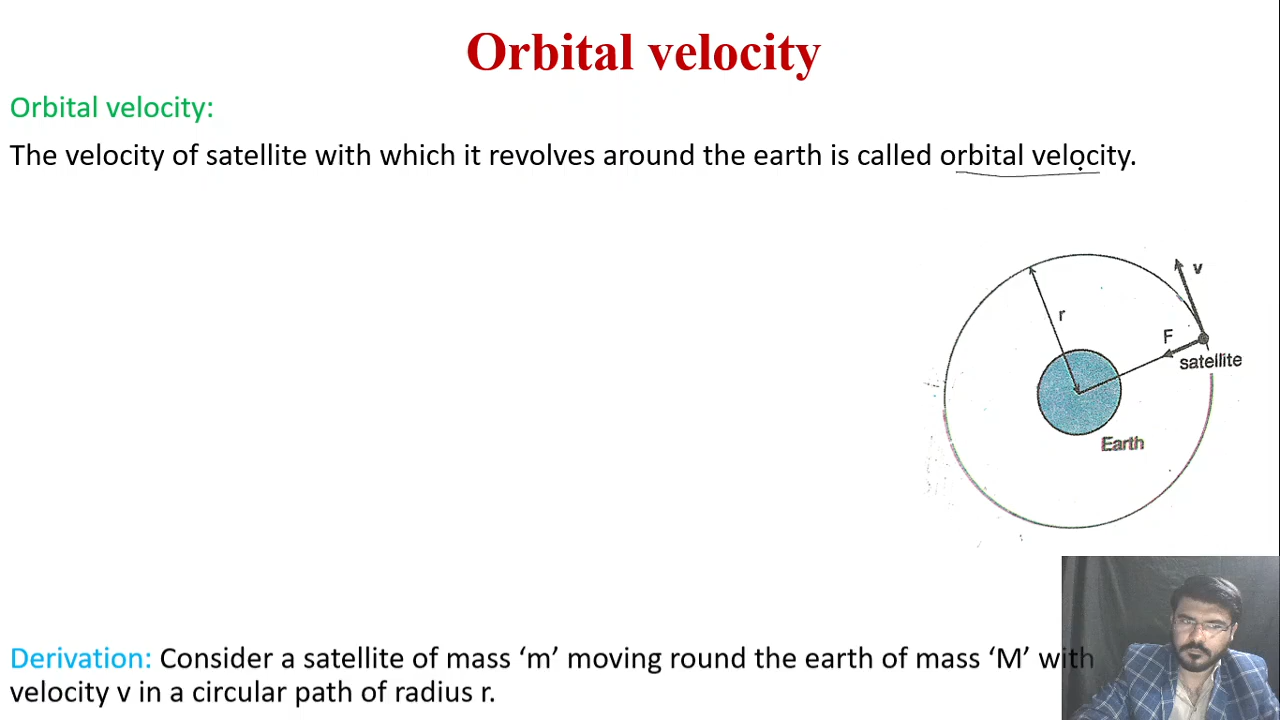 Orbital velocity
Orbital velocity:
The velocity of satellite with which it revolves around the earth is called orbital velocity.
v
r
F
satellite
Earth
Derivation: Consider a satellite of mass ‘m’ moving round the earth of mass ‘M’ with
velocity v in a circular path of radius r.